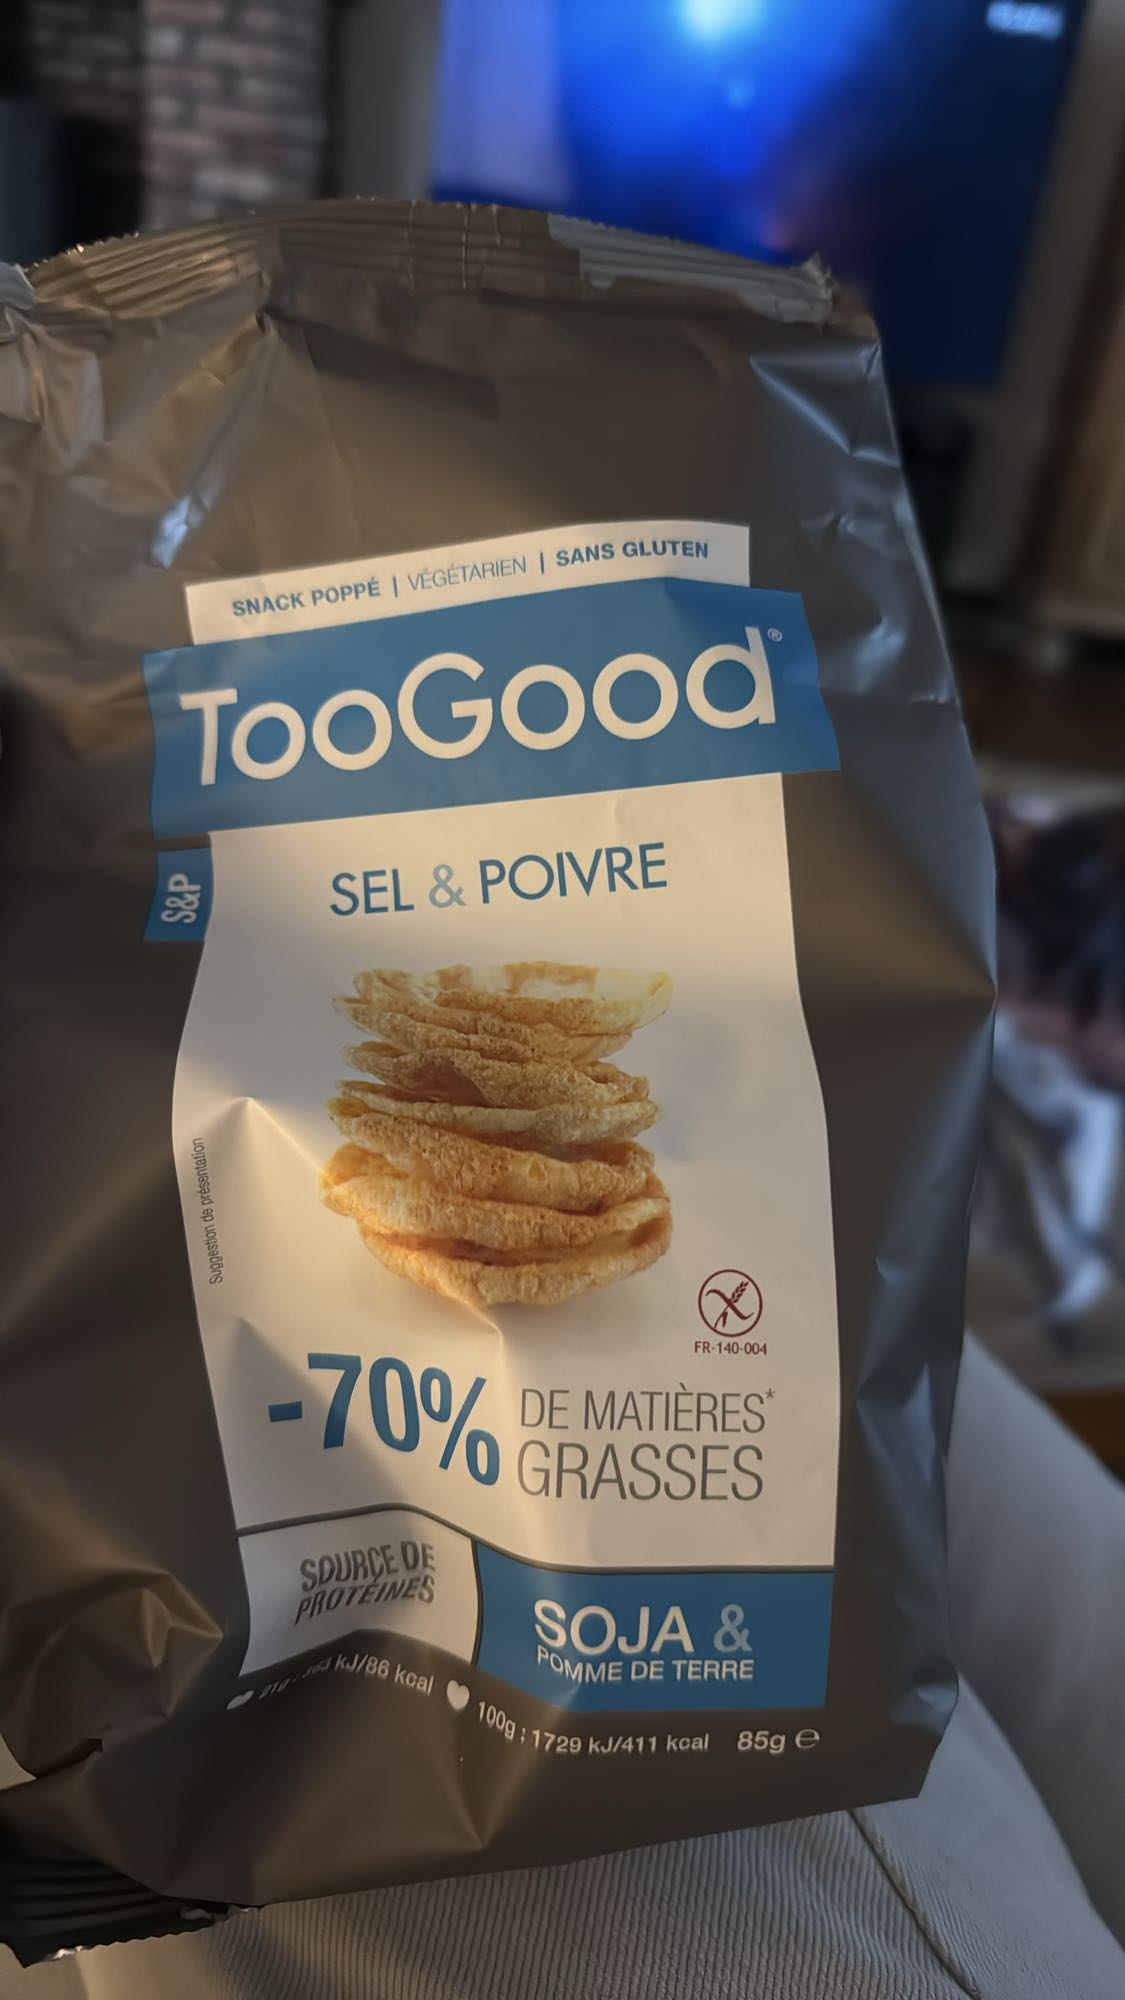 SNACK POPPÉ | VÉGÉTARIEN | SANS GLUTEN
TooGood®
S&P
SEL & POIVRE
Suggestion de présentation
FR-140-004
-70%
DE MATIÈRES*
GRASSES
SOURCE DE
PROTÉINES
SOJA &
POMME DE TERRE
kJ/86 kcal
100g : 1729 kJ/411 kcal 85g ℮